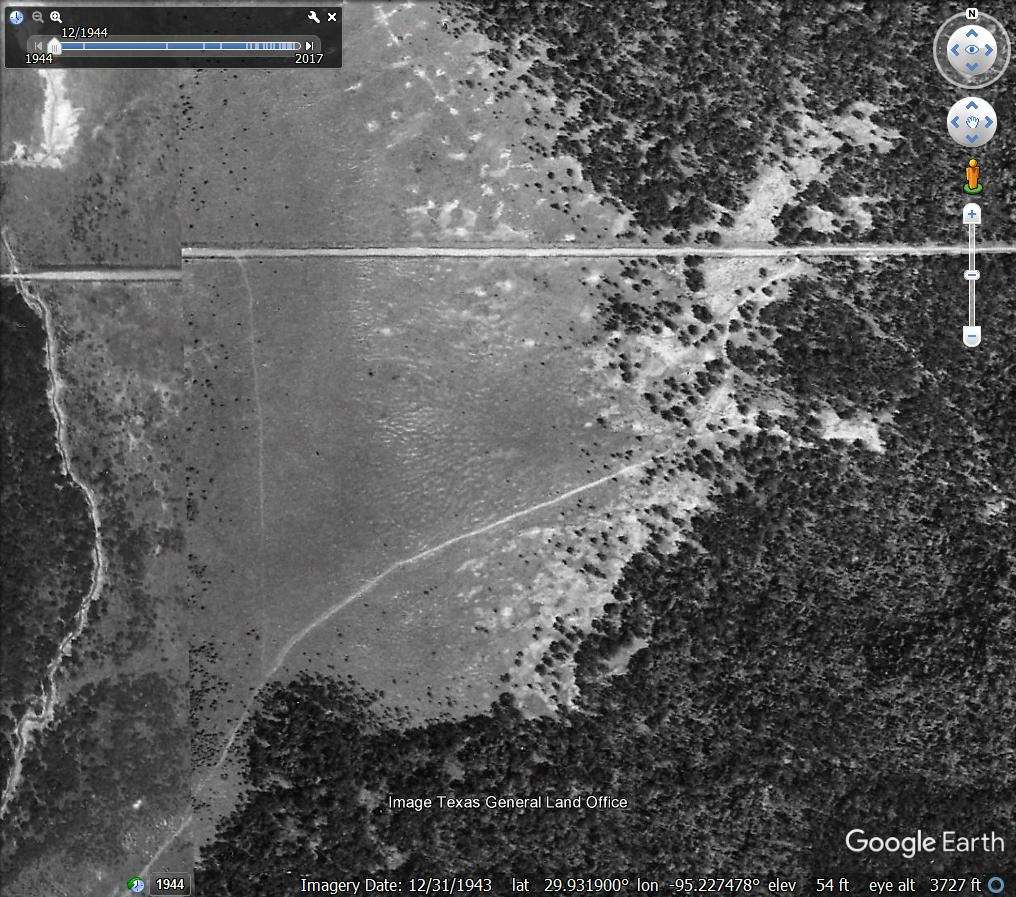 12/1944
1944 2017
N
Image Texas General Land Office
Google Earth
1944 Imagery Date: 12/31/1943 lat 29.931900° lon -95.227478° elev 54 ft eye alt 3727 ft